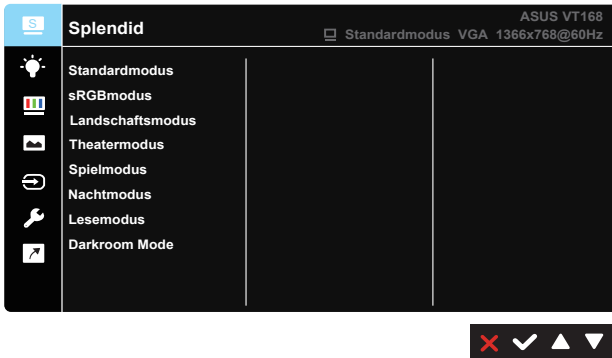 S
Splendid
ASUS VT168
Standardmodus VGA 1366x768@60Hz
Standardmodus
sRGBmodus
Landschaftsmodus
Theatermodus
Spielmodus
Nachtmodus
Lesemodus
Darkroom Mode